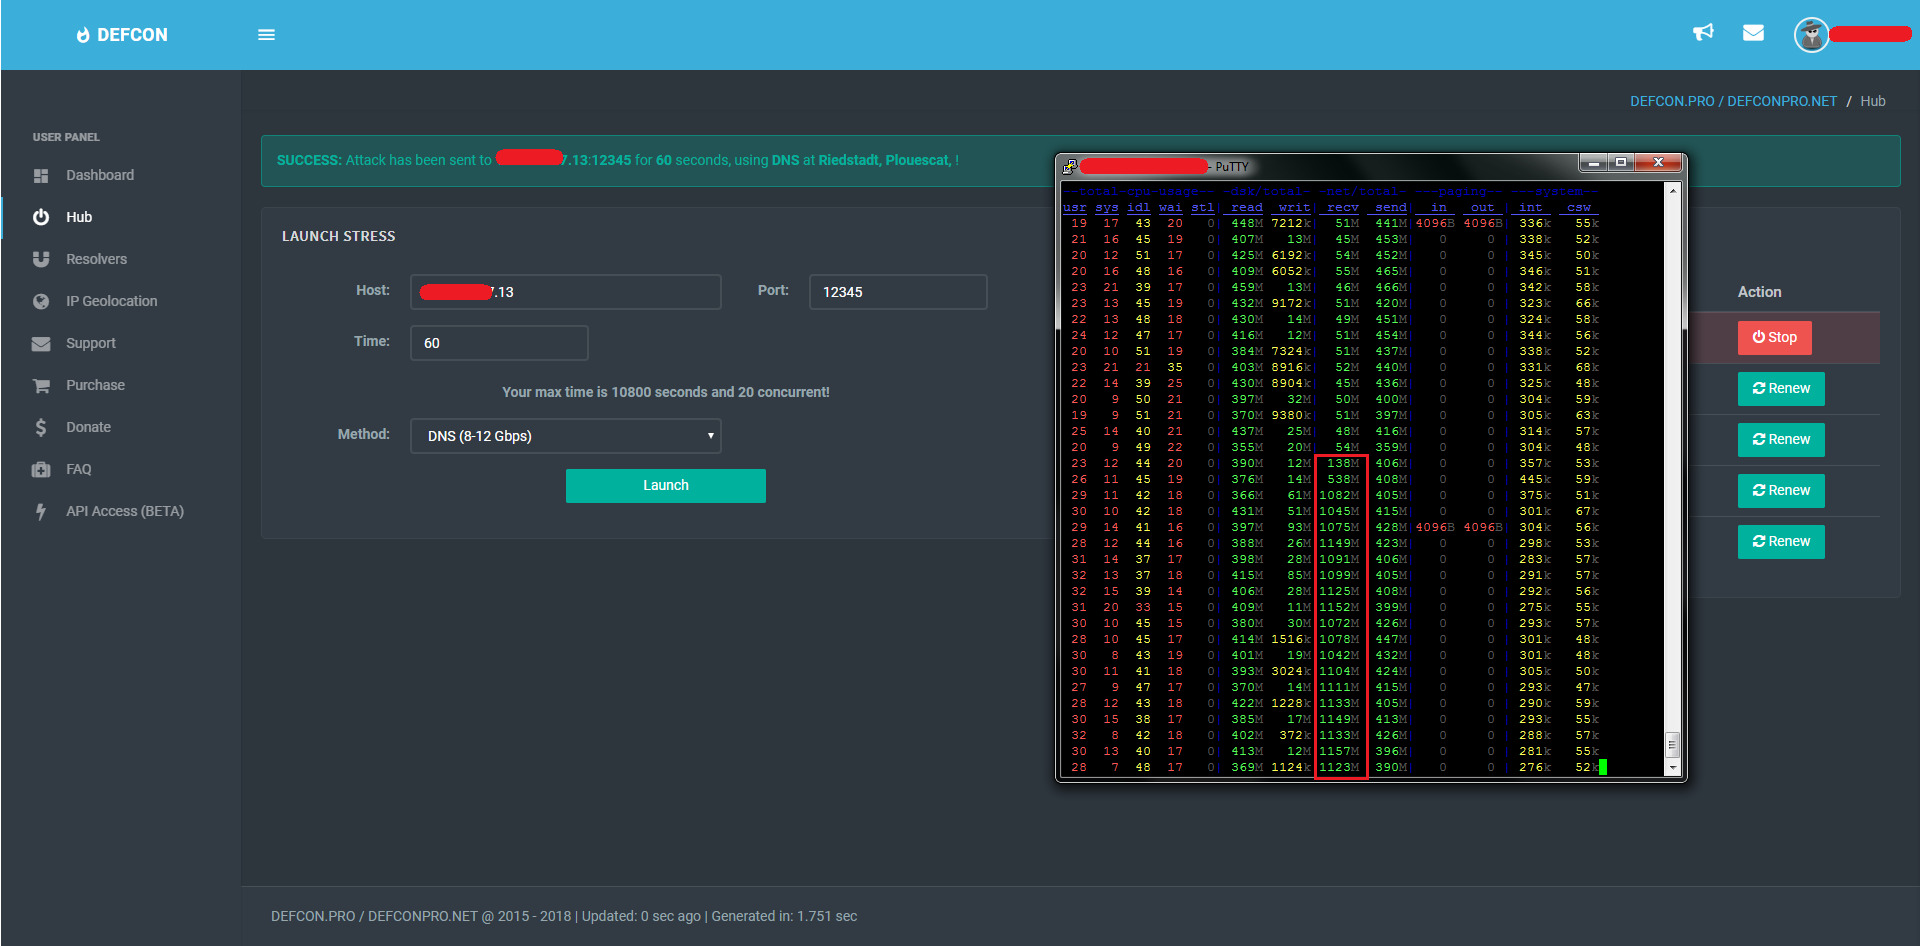 DEFCON
DEFCON.PRO / DEFCONPRO.NET / Hub
USER PANEL
Dashboard
Hub
Resolvers
IP Geolocation
Support
Purchase
Donate
FAQ
API Access (BETA)
SUCCESS: Attack has been sent to 7.13:12345 for 60 seconds, using DNS at Riedstadt, Plouescat, !
LAUNCH STRESS
Host: .13 Port: 12345
Time: 60
Your max time is 10800 seconds and 20 concurrent!
Method: DNS (8-12 Gbps)
Launch
Action
Stop
Renew
Renew
Renew
Renew
- PuTTY
--total-cpu-usage-- -dsk/total- -net/total- ---paging-- ---system--
usr sys idl wai stl| read writ| recv send| in out | int csw
19 17 43 20 0| 448M 7212k| 51M 441M|4096B 4096B| 336k 55k
21 16 45 19 0| 407M 13M| 45M 453M| 0 0 | 338k 52k
20 12 51 17 0| 425M 6192k| 54M 452M| 0 0 | 345k 50k
20 16 48 16 0| 409M 6052k| 55M 465M| 0 0 | 346k 51k
23 21 39 17 0| 459M 13M| 46M 466M| 0 0 | 342k 58k
23 13 45 19 0| 432M 9172k| 51M 420M| 0 0 | 323k 66k
22 13 48 18 0| 430M 14M| 49M 451M| 0 0 | 324k 58k
24 12 47 17 0| 416M 12M| 51M 454M| 0 0 | 344k 56k
20 10 51 19 0| 384M 7324k| 51M 437M| 0 0 | 338k 52k
23 21 21 35 0| 403M 8916k| 52M 440M| 0 0 | 331k 68k
22 14 39 25 0| 430M 8904k| 45M 436M| 0 0 | 325k 48k
20 9 50 21 0| 397M 32M| 50M 400M| 0 0 | 304k 59k
19 9 51 21 0| 370M 9380k| 51M 397M| 0 0 | 305k 63k
25 14 40 21 0| 437M 25M| 48M 416M| 0 0 | 314k 57k
20 9 49 22 0| 355M 20M| 54M 359M| 0 0 | 304k 48k
23 12 44 20 0| 390M 12M| 138M 406M| 0 0 | 357k 53k
26 11 45 19 0| 376M 14M| 538M 408M| 0 0 | 445k 59k
29 11 42 18 0| 366M 61M|1082M 405M| 0 0 | 375k 51k
30 10 42 18 0| 431M 51M|1045M 415M| 0 0 | 301k 67k
29 14 41 16 0| 397M 93M|1075M 428M|4096B 4096B| 304k 56k
28 12 44 16 0| 388M 26M|1149M 423M| 0 0 | 298k 53k
31 14 37 17 0| 398M 28M|1091M 406M| 0 0 | 283k 57k
32 13 37 18 0| 415M 85M|1099M 405M| 0 0 | 291k 57k
32 15 39 14 0| 406M 28M|1125M 408M| 0 0 | 292k 56k
31 20 33 15 0| 409M 11M|1152M 399M| 0 0 | 275k 55k
30 10 45 15 0| 380M 30M|1072M 426M| 0 0 | 293k 57k
28 10 45 17 0| 414M 1516k|1078M 447M| 0 0 | 301k 48k
30 8 43 19 0| 401M 19M|1042M 432M| 0 0 | 301k 48k
30 11 41 18 0| 393M 3024k|1104M 424M| 0 0 | 305k 50k
27 9 47 17 0| 370M 14M|1111M 415M| 0 0 | 293k 47k
28 12 43 18 0| 422M 1228k|1133M 405M| 0 0 | 290k 59k
30 15 38 17 0| 385M 17M|1149M 413M| 0 0 | 293k 55k
32 8 42 18 0| 402M 372k|1133M 426M| 0 0 | 288k 57k
30 13 40 17 0| 413M 12M|1157M 396M| 0 0 | 281k 55k
28 7 48 17 0| 369M 1124k|1123M 390M| 0 0 | 276k 52k
DEFCON.PRO / DEFCONPRO.NET @ 2015 - 2018 | Updated: 0 sec ago | Generated in: 1.751 sec